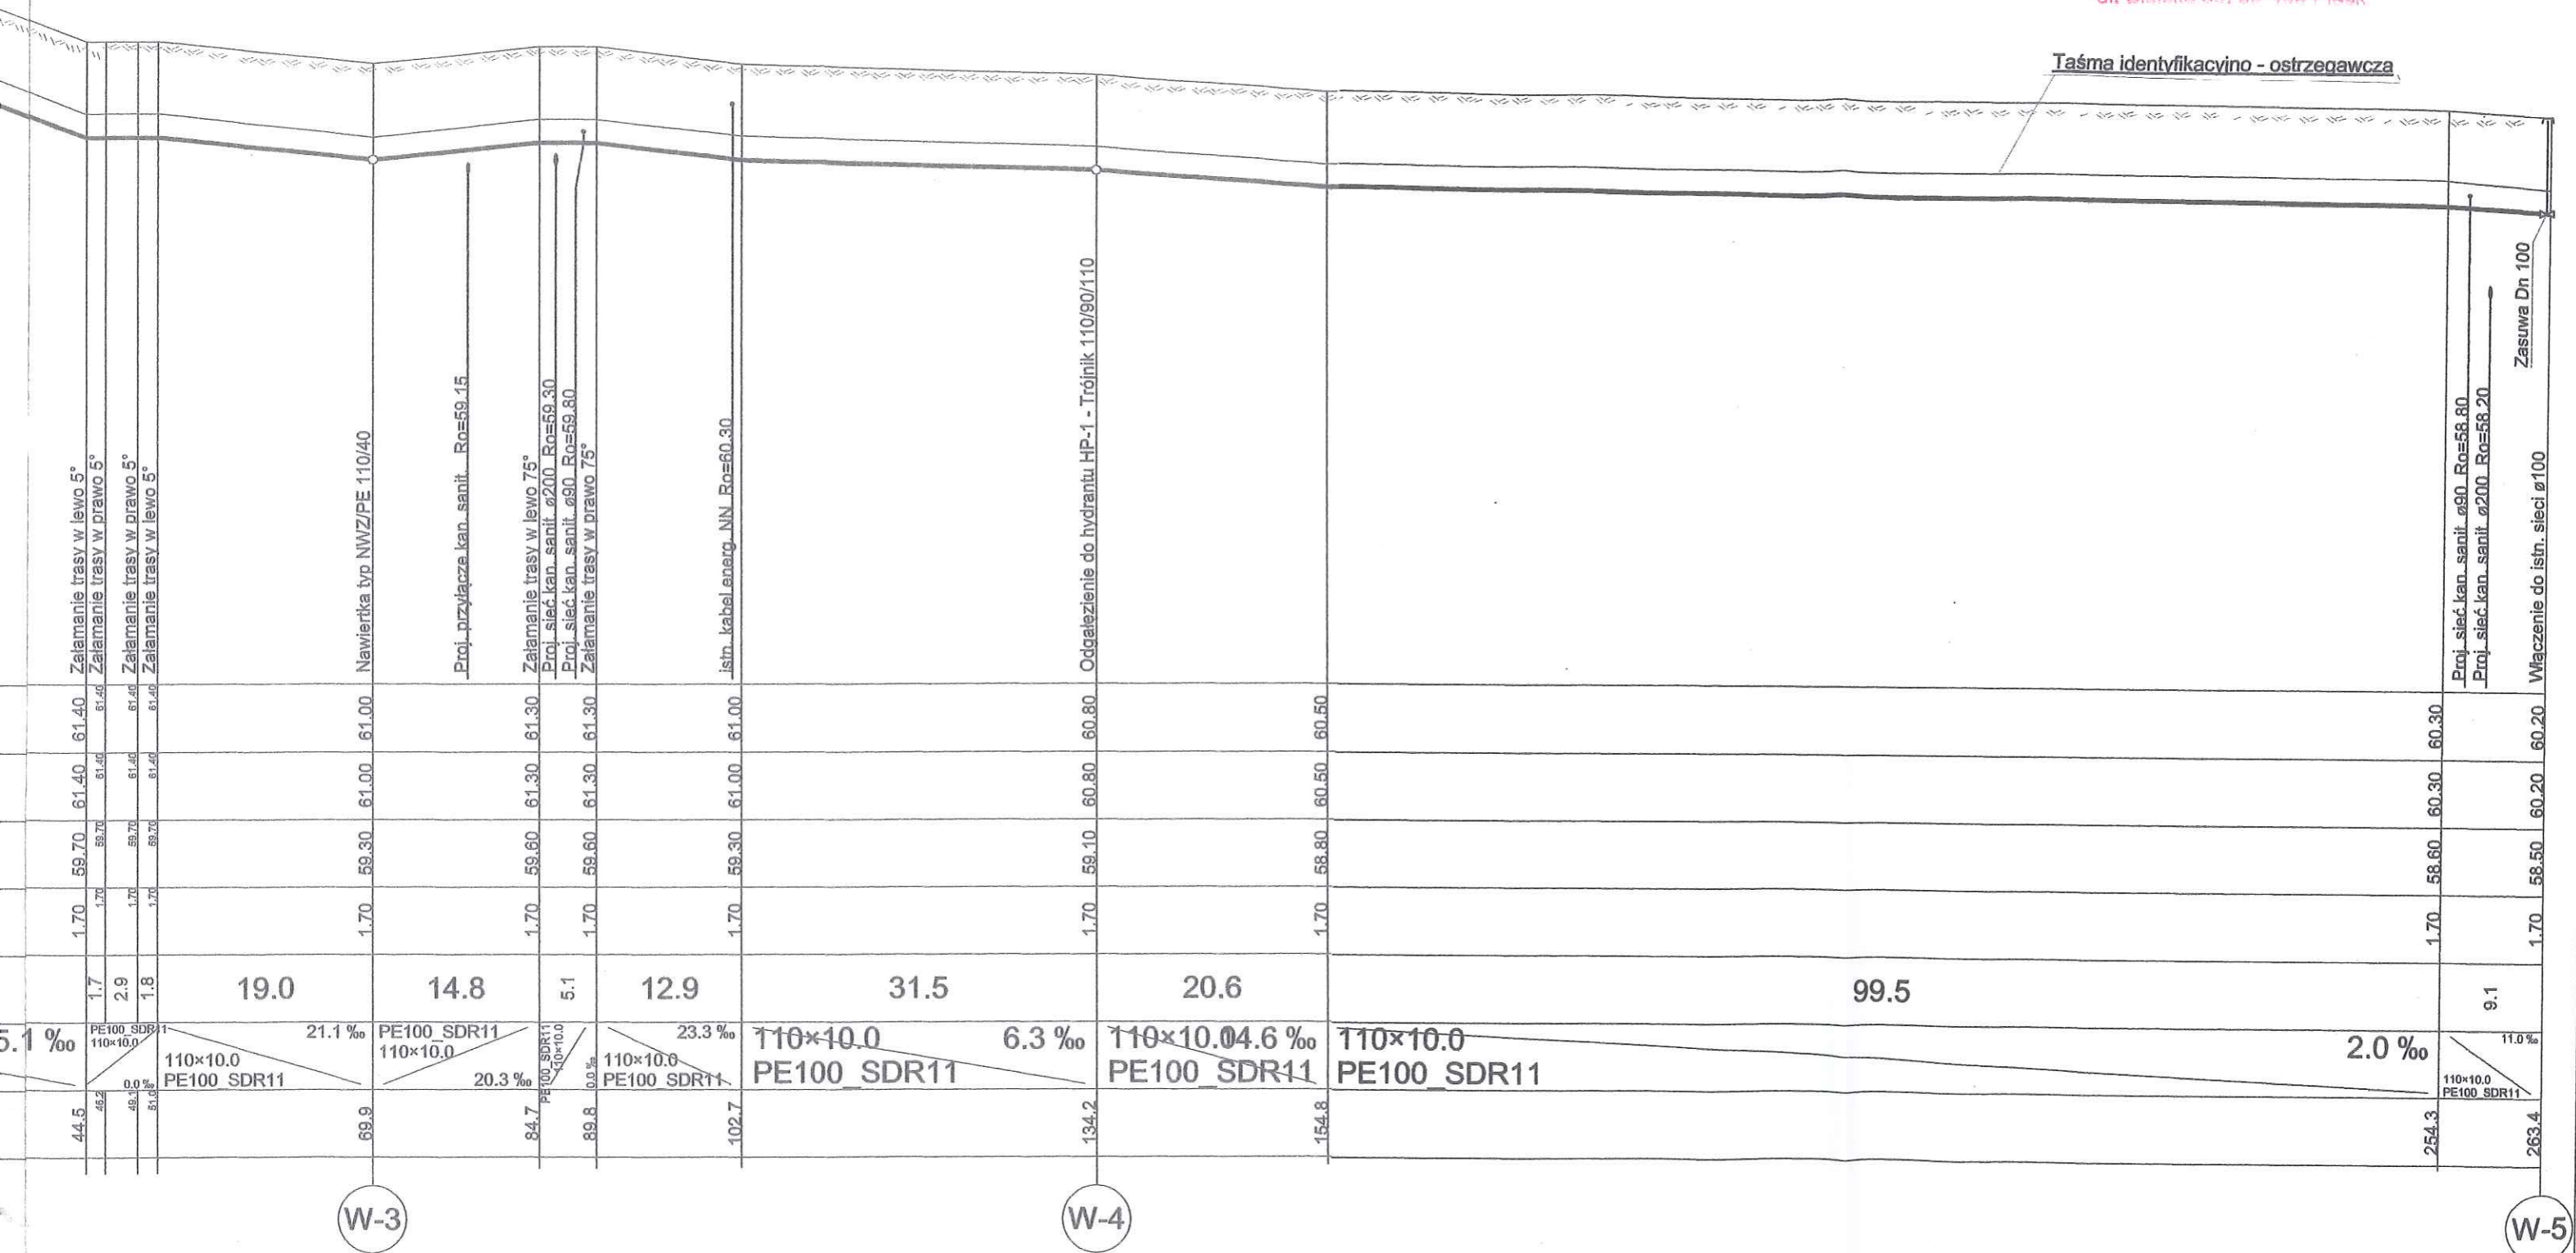 Taśma identyfikacyjno - ostrzegawcza
Załamanie trasy w lewo 5°
Załamanie trasy w prawo 5°
Załamanie trasy w prawo 5°
Załamanie trasy w lewo 5°
Nawiertka typ NWZ/PE 110/40
Proj. przyłącze kan. sanit. Ro=59.15
Załamanie trasy w lewo 75°
Proj. sieć kan. sanit. ø200 Ro=59.30
Proj. sieć kan. sanit. ø90 Ro=59.80
Załamanie trasy w prawo 75°
istn. kabel energ. NN Ro=60.30
Odgałęzienie do hydrantu HP-1 - Trójnik 110/90/110
Proj. sieć kan. sanit. ø90 Ro=58.80
Proj. sieć kan. sanit. ø200 Ro=58.20
Zasuwa Dn 100
Włączenie do istn. sieci ø100
61.40 61.40 61.40 61.40 61.00 61.30 61.30 61.00 60.80 60.50 60.30 60.20
61.40 61.40 61.40 61.40 61.00 61.30 61.30 61.00 60.80 60.50 60.30 60.20
59.70 59.70 59.70 59.70 59.30 59.60 59.60 59.30 59.10 58.80 58.60 58.50
1.70 1.70 1.70 1.70 1.70 1.70 1.70 1.70 1.70 1.70 1.70 1.70
1.7 2.9 1.8 19.0 14.8 5.1 12.9 31.5 20.6 99.5 9.1
5.1 ‰
PE100_SDR11
110×10.0
0.0 ‰
21.1 ‰
110×10.0
PE100_SDR11
PE100_SDR11
110×10.0
20.3 ‰
PE100_SDR11
110×10.0
0.0 ‰
23.3 ‰
110×10.0
PE100_SDR11
110×10.0 6.3 ‰
PE100_SDR11
110×10.0 14.6 ‰
PE100_SDR11
110×10.0 2.0 ‰
PE100_SDR11
11.0 ‰
110×10.0
PE100_SDR11
44.5 46.2 49.1 51.0 69.9 84.7 89.8 102.7 134.2 154.8 254.3 263.4
W-3 W-4 W-5